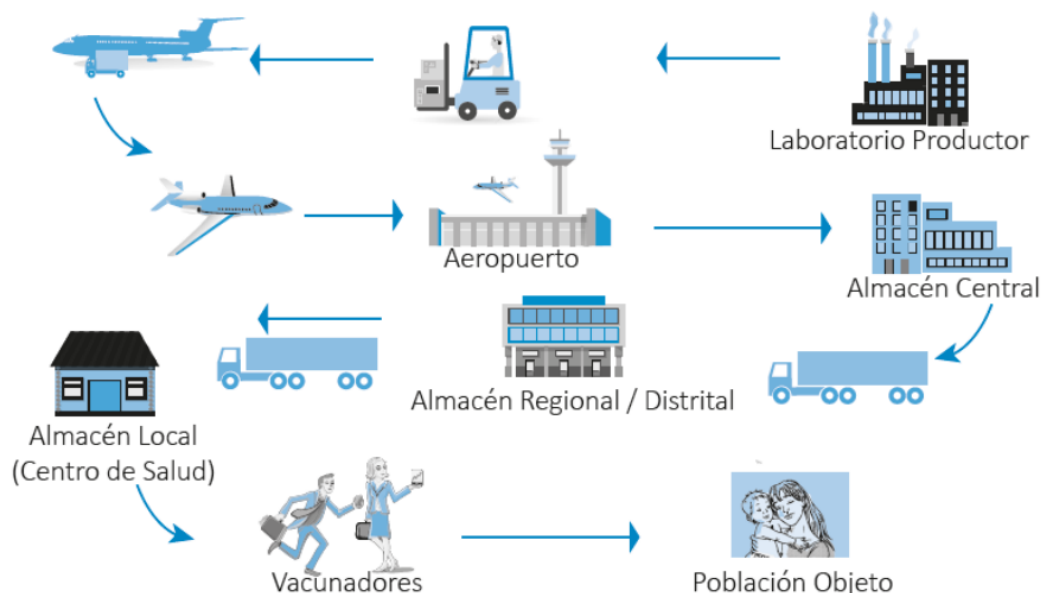 Laboratorio Productor
Aeropuerto
Almacén Central
Almacén Regional / Distrital
Almacén Local
(Centro de Salud)
Vacunadores
Población Objeto